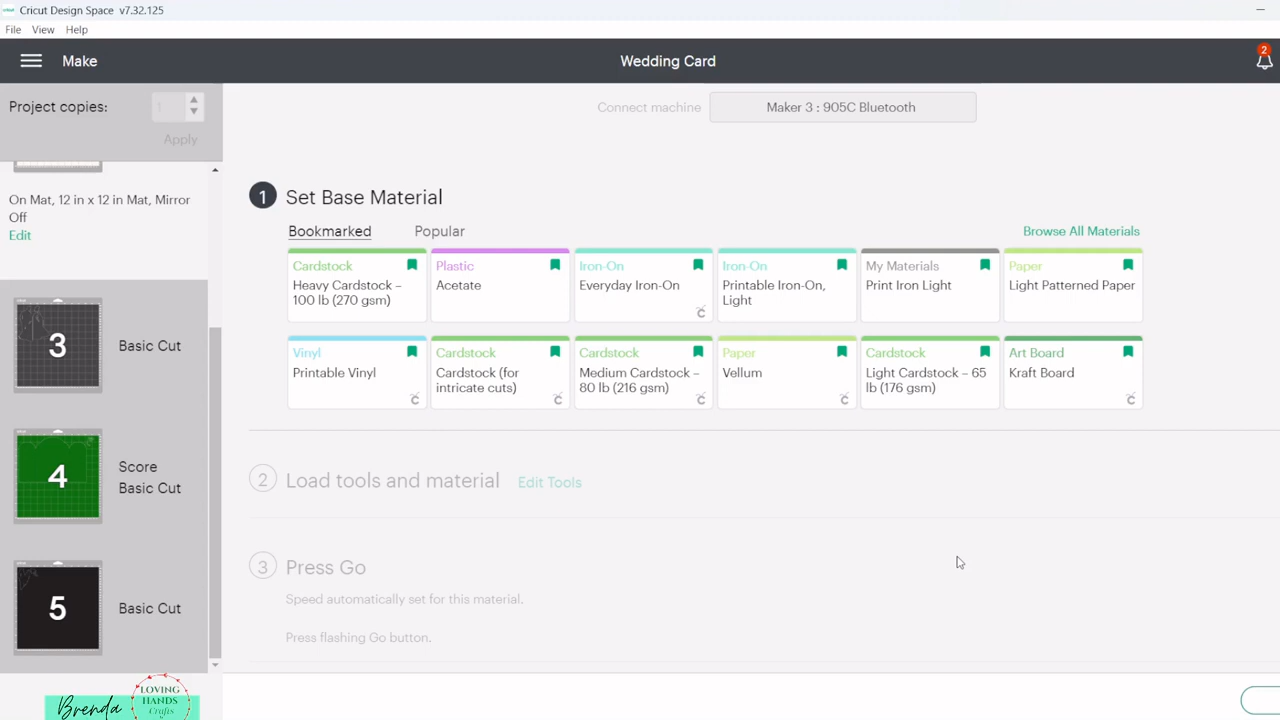 Cricut Design Space v7.32.125
File View Help
Make
Wedding Card
2
Project copies:
1
Apply
Connect machine
Maker 3 : 905C Bluetooth
On Mat, 12 in x 12 in Mat, Mirror
Off
Edit
3
Basic Cut
4
Score
Basic Cut
5
Basic Cut
1 Set Base Material
Bookmarked Popular Browse All Materials
Cardstock
Heavy Cardstock –
100 lb (270 gsm)
Plastic
Acetate
Iron-On
Everyday Iron-On
Iron-On
Printable Iron-On,
Light
My Materials
Print Iron Light
Paper
Light Patterned Paper
Vinyl
Printable Vinyl
Cardstock
Cardstock (for
intricate cuts)
Cardstock
Medium Cardstock –
80 lb (216 gsm)
Paper
Vellum
Cardstock
Light Cardstock – 65
lb (176 gsm)
Art Board
Kraft Board
2 Load tools and material Edit Tools
3 Press Go
Speed automatically set for this material.
Press flashing Go button.
Brenda
LOVING
HANDS
Crafts